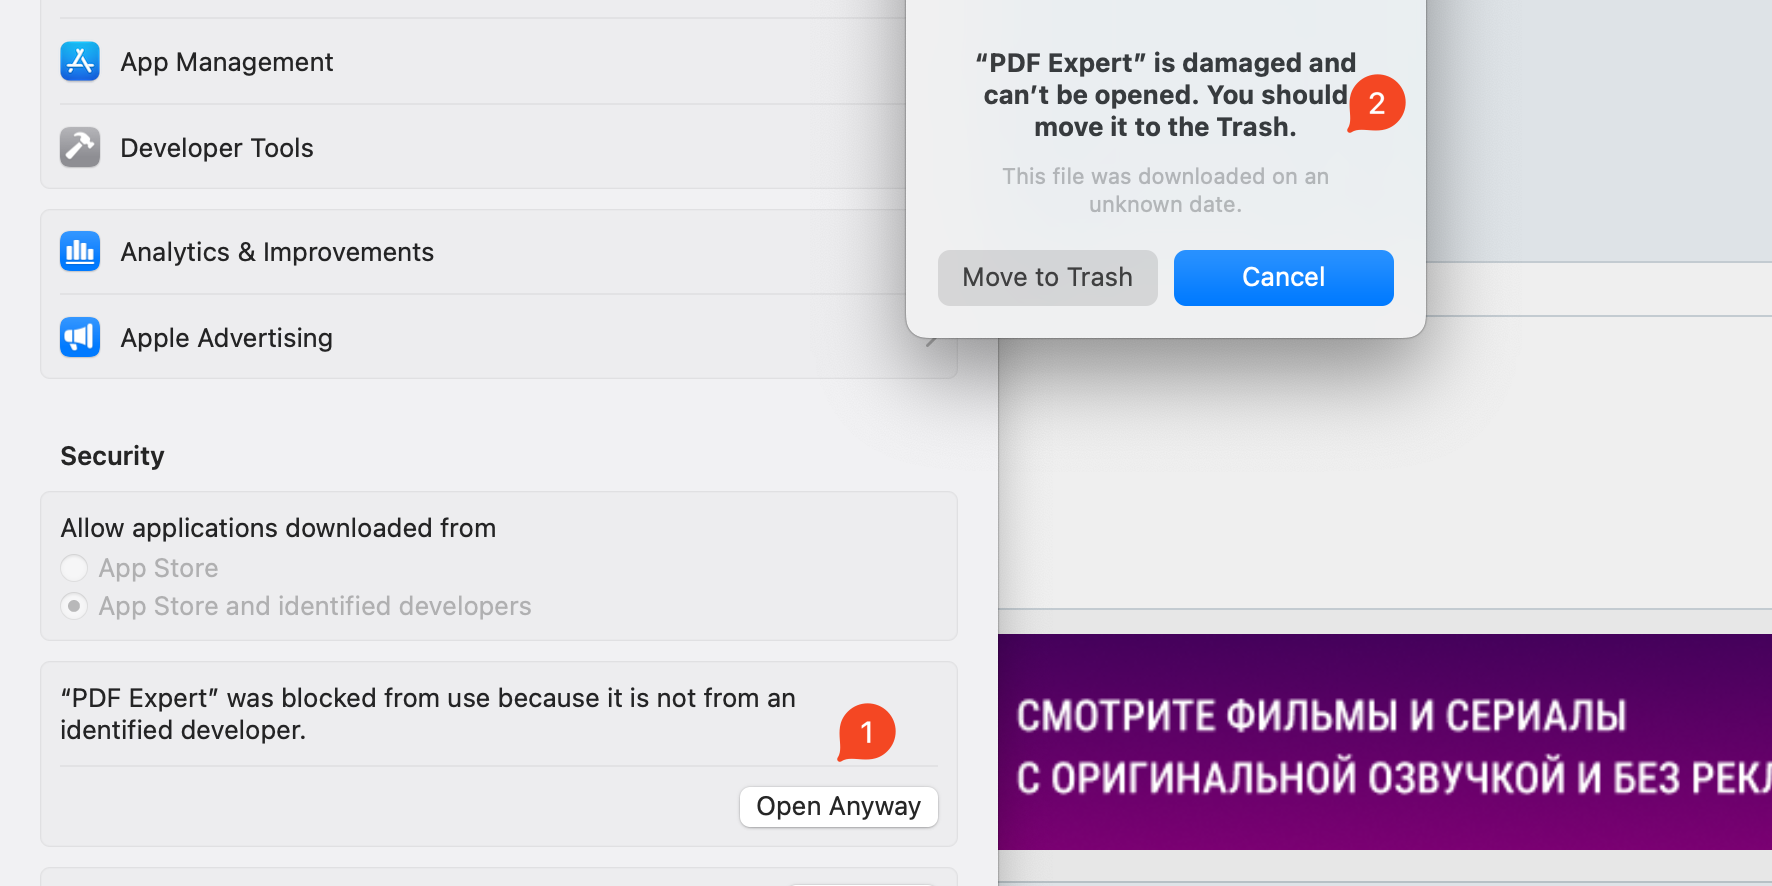 App Management
Developer Tools
Analytics & Improvements
Apple Advertising
Security
Allow applications downloaded from
App Store
App Store and identified developers
“PDF Expert” was blocked from use because it is not from an
identified developer.
1
Open Anyway
“PDF Expert” is damaged and
can’t be opened. You should
move it to the Trash.
2
This file was downloaded on an
unknown date.
Move to Trash
Cancel
СМОТРИТЕ ФИЛЬМЫ И СЕРИАЛЫ
С ОРИГИНАЛЬНОЙ ОЗВУЧКОЙ И БЕЗ РЕКЛ